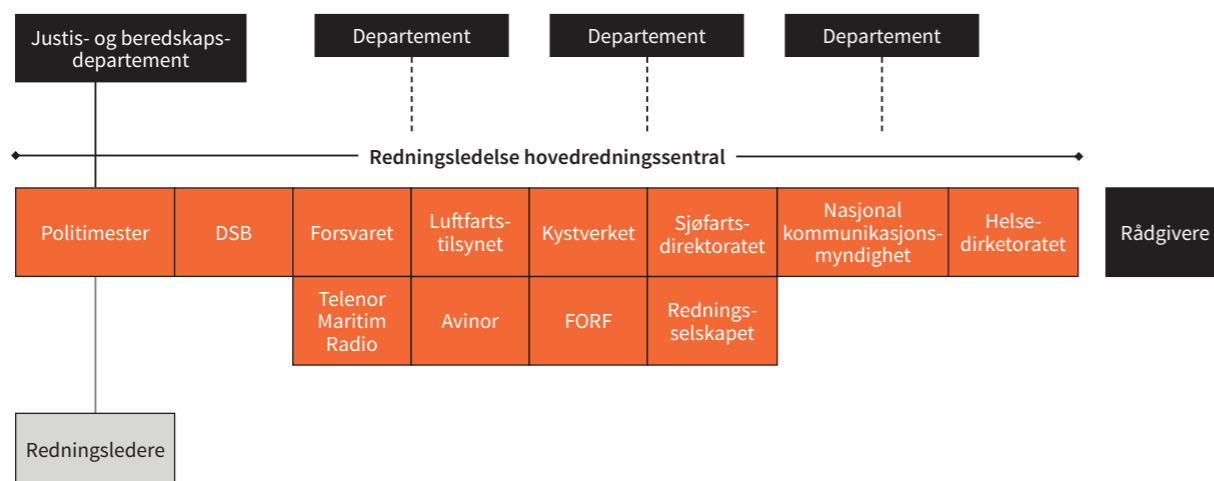 Justis- og beredskaps-
departement
Departement
Departement
Departement
Redningsledelse hovedredningssentral
Politimester
DSB
Forsvaret
Luftfarts-
tilsynet
Kystverket
Sjøfarts-
direktoratet
Nasjonal
kommunikasjons-
myndighet
Helse-
dirketoratet
Rådgivere
Telenor
Maritim
Radio
Avinor
FORF
Rednings-
selskapet
Redningsledere